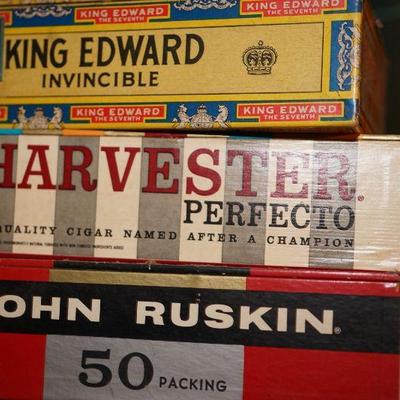 KING EDWARD THE SEVENTH KING EDWARD THE SEVENTH
KING EDWARD
INVINCIBLE
KING EDWARD THE SEVENTH KING EDWARD THE SEVENTH
HARVESTER®
PERFECTO
QUALITY CIGAR NAMED AFTER A CHAMPION
OHN RUSKIN®
50 PACKING